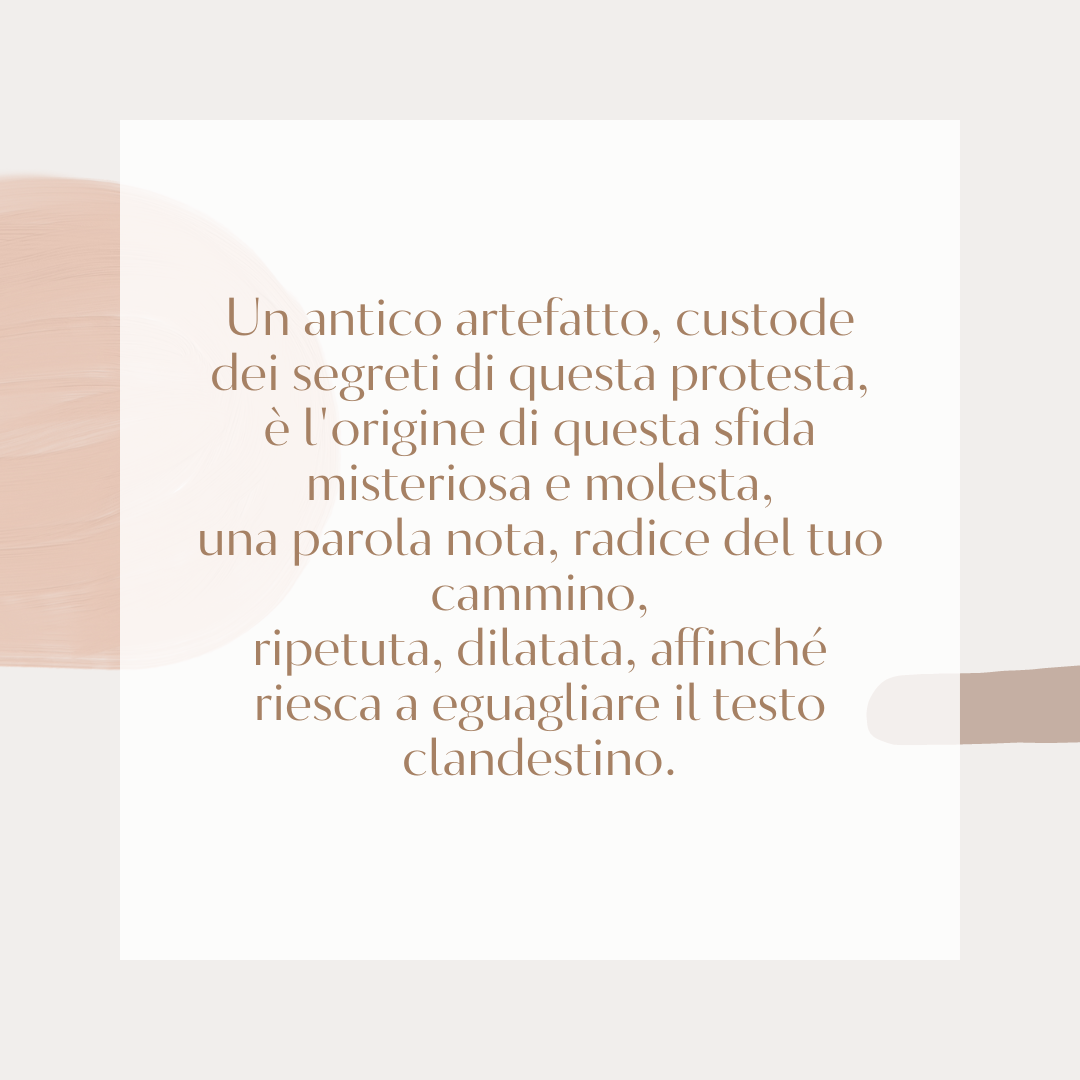 Un antico artefatto, custode
dei segreti di questa protesta,
è l'origine di questa sfida
misteriosa e molesta,
una parola nota, radice del tuo
cammino,
ripetuta, dilatata, affinché
riesca a eguagliare il testo
clandestino.